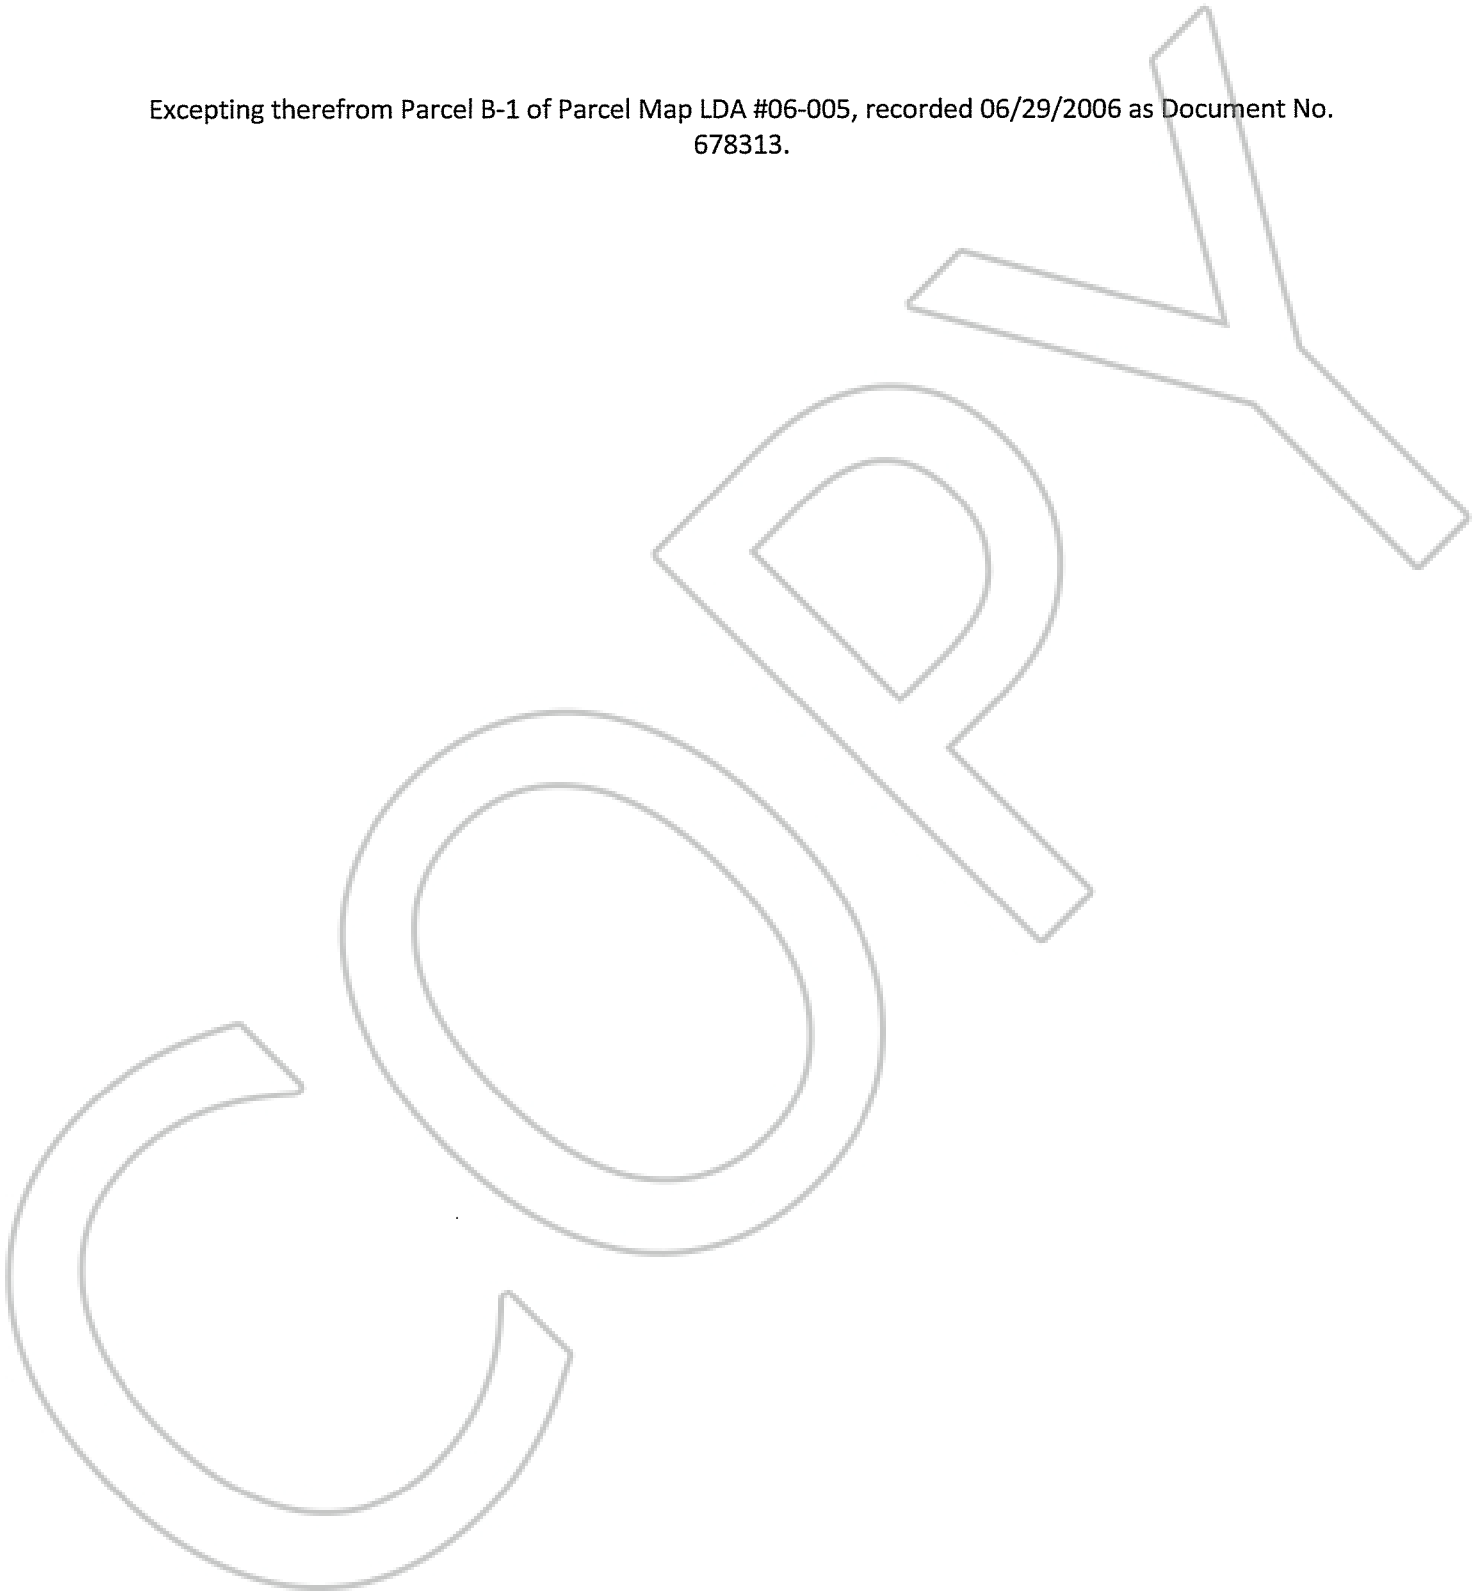 Excepting therefrom Parcel B-1 of Parcel Map LDA #06-005, recorded 06/29/2006 as Document No.
678313.
COPY